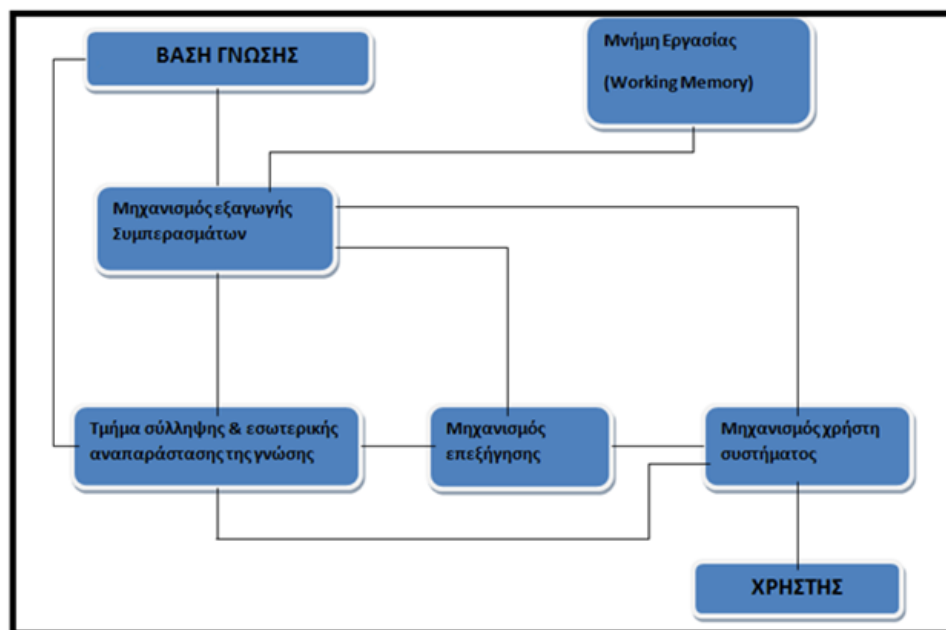 ΒΑΣΗ ΓΝΩΣΗΣ
Μνήμη Εργασίας
(Working Memory)
Μηχανισμός εξαγωγής
Συμπερασμάτων
Τμήμα σύλληψης & εσωτερικής
αναπαράστασης της γνώσης
Μηχανισμός
επεξήγησης
Μηχανισμός χρήστη
συστήματος
ΧΡΗΣΤΗΣ